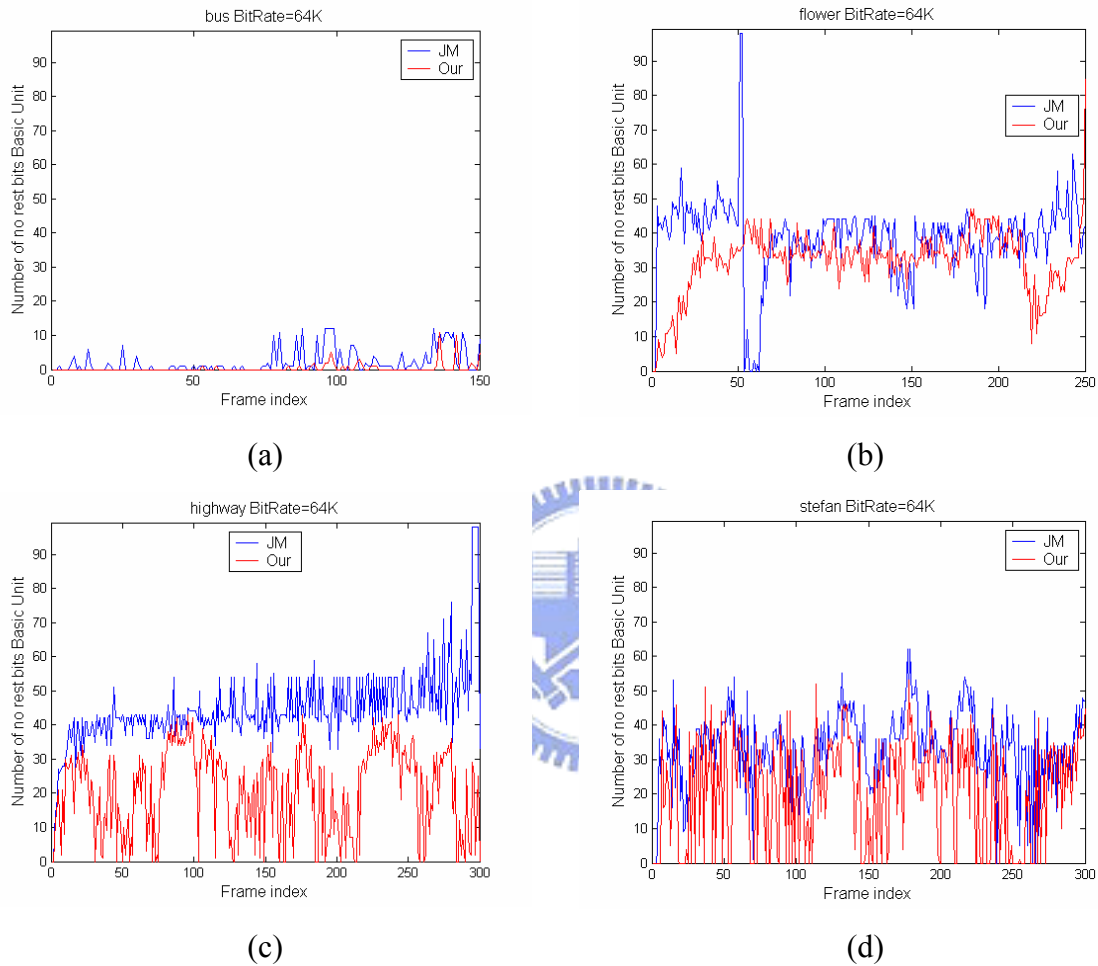 bus BitRate=64K
Number of no rest bits Basic Unit
90
80
70
60
50
40
30
20
10
0
JM
Our
50
100
150
Frame index
(a)
flower BitRate=64K
Number of no rest bits Basic Unit
90
80
70
60
50
40
30
20
10
0
JM
Our
0
50
100
150
200
250
Frame index
(b)
highway BitRate=64K
Number of no rest bits Basic Unit
90
80
70
60
50
40
30
20
10
0
JM
Our
0
50
100
150
200
250
300
Frame index
(c)
stefan BitRate=64K
Number of no rest bits Basic Unit
90
80
70
60
50
40
30
20
10
0
JM
Our
0
50
100
150
200
250
300
Frame index
(d)